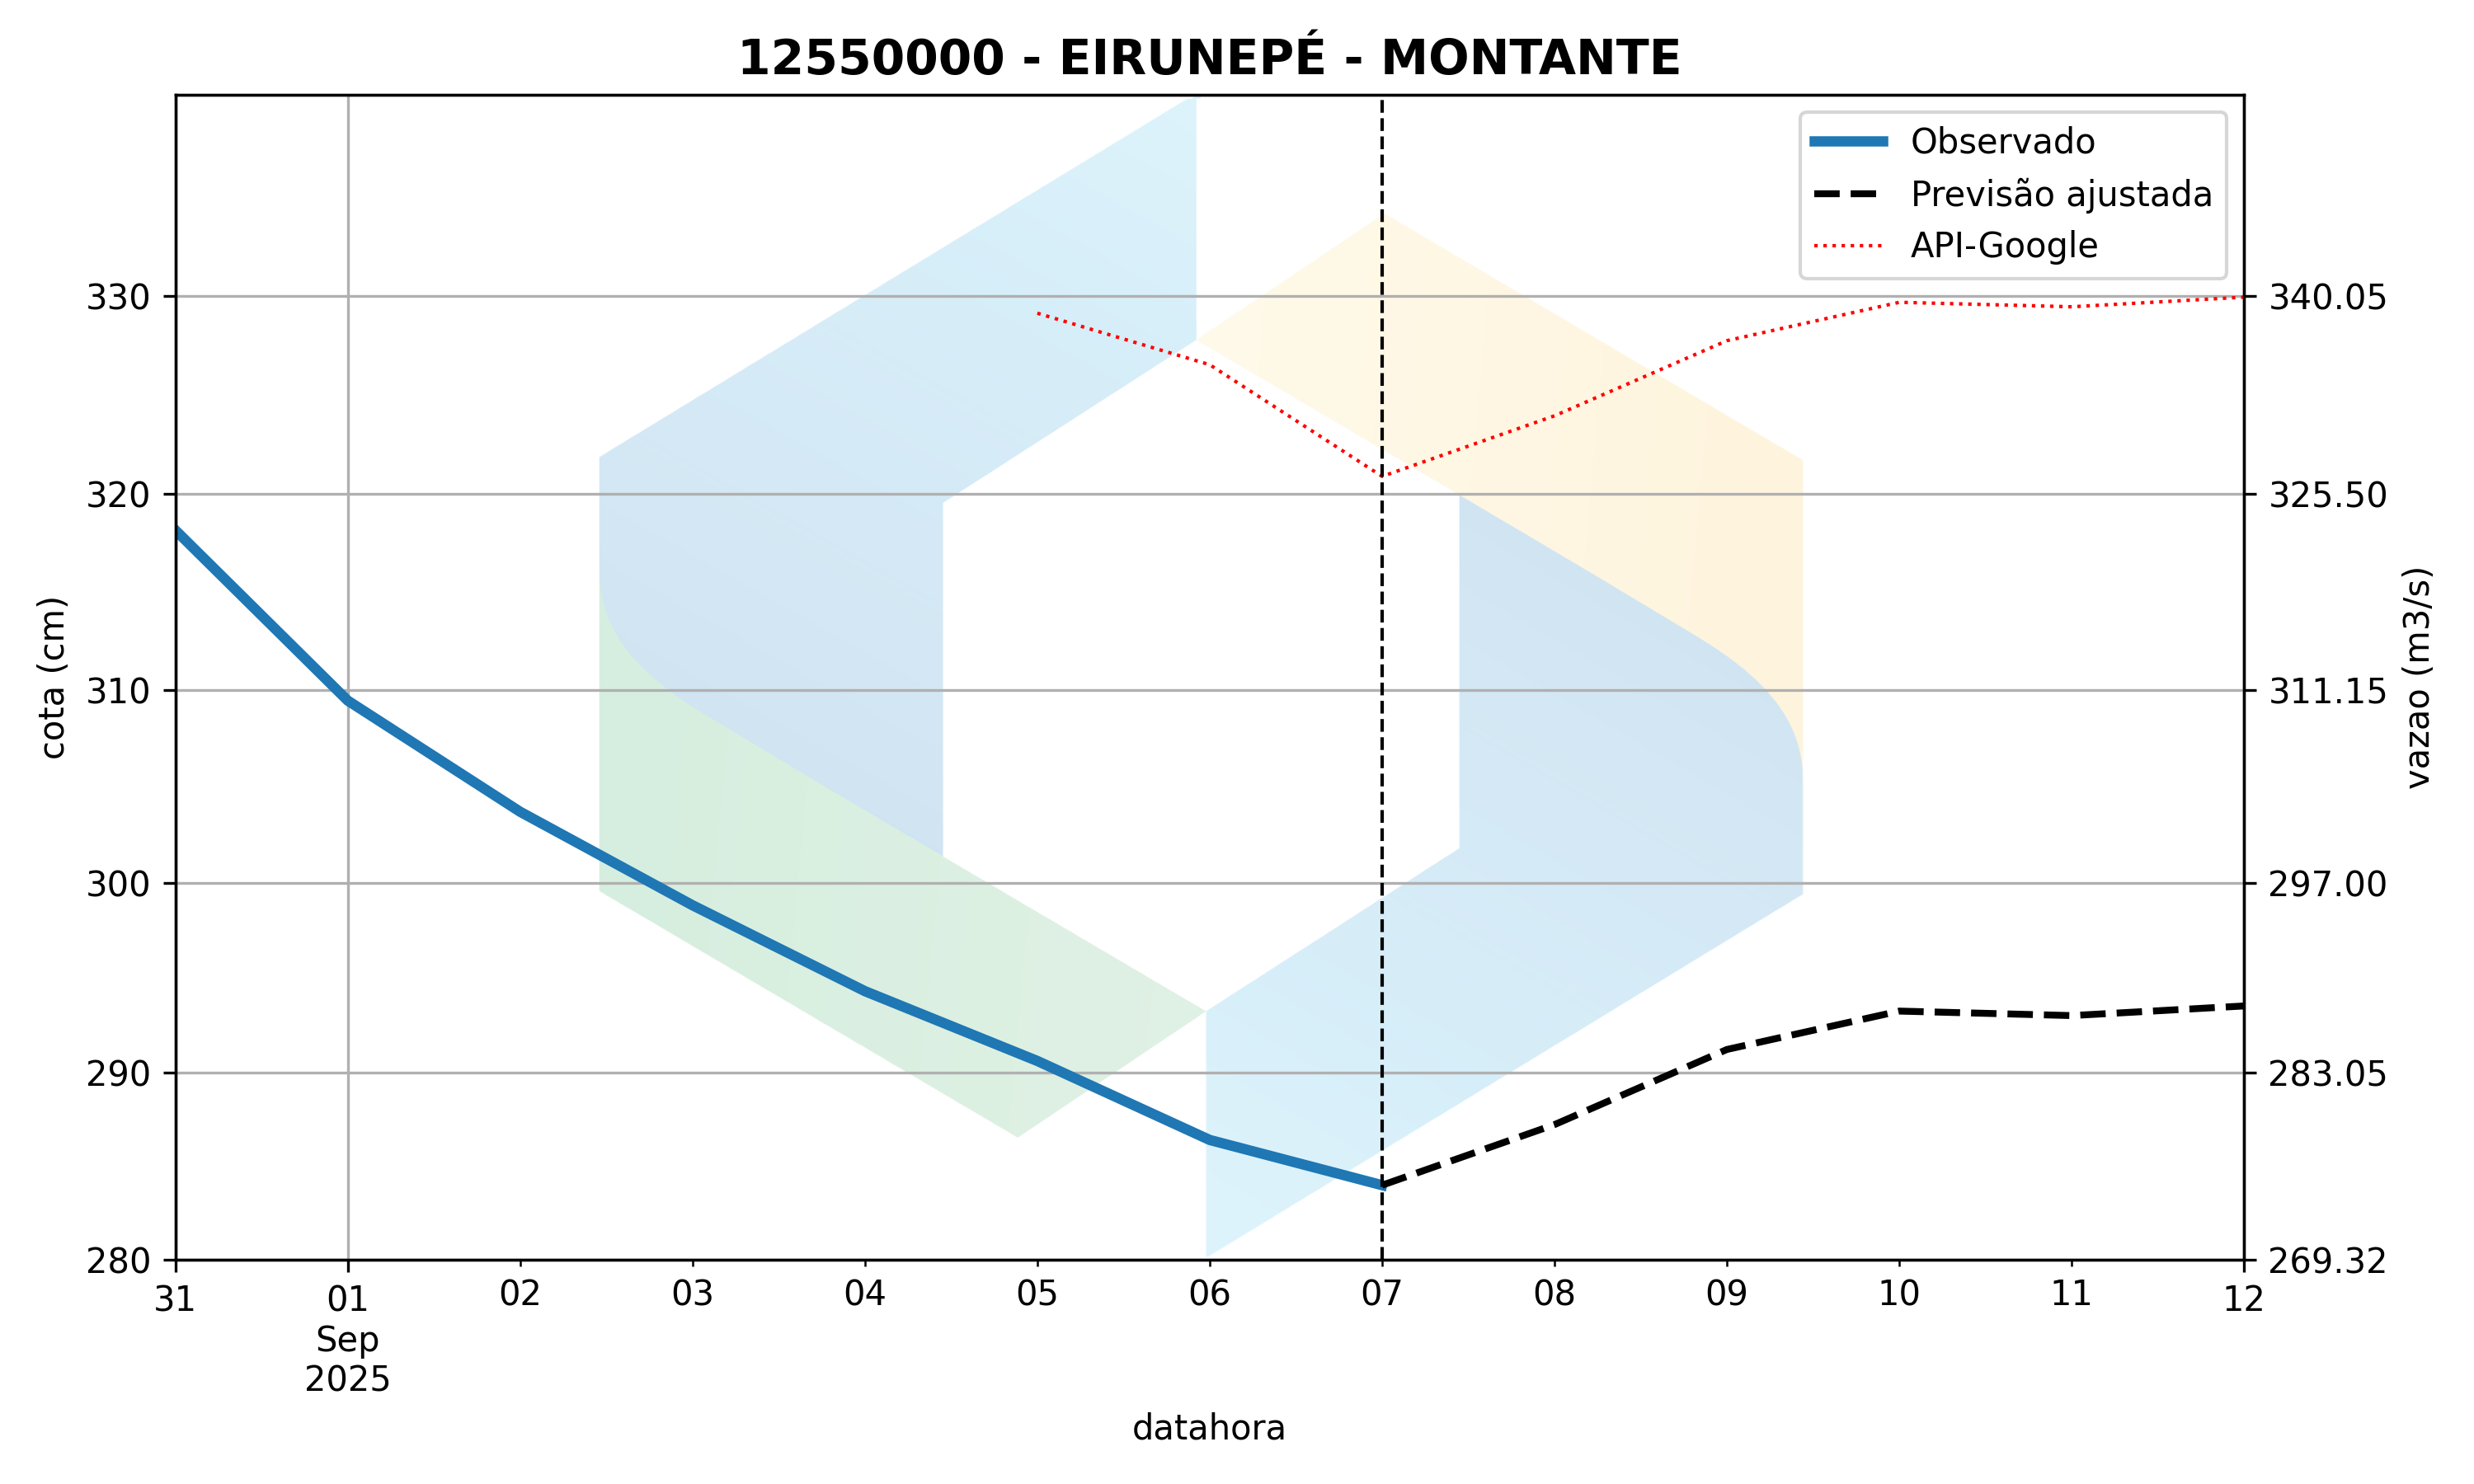 12550000 - EIRUNEPÉ - MONTANTE
Observado
Previsão ajustada
API-Google
330
320
310
300
290
280
cota (cm)
340.05
325.50
311.15
297.00
283.05
269.32
vazao (m3/s)
31 01 02 03 04 05 06 07 08 09 10 11 12
Sep
2025
datahora